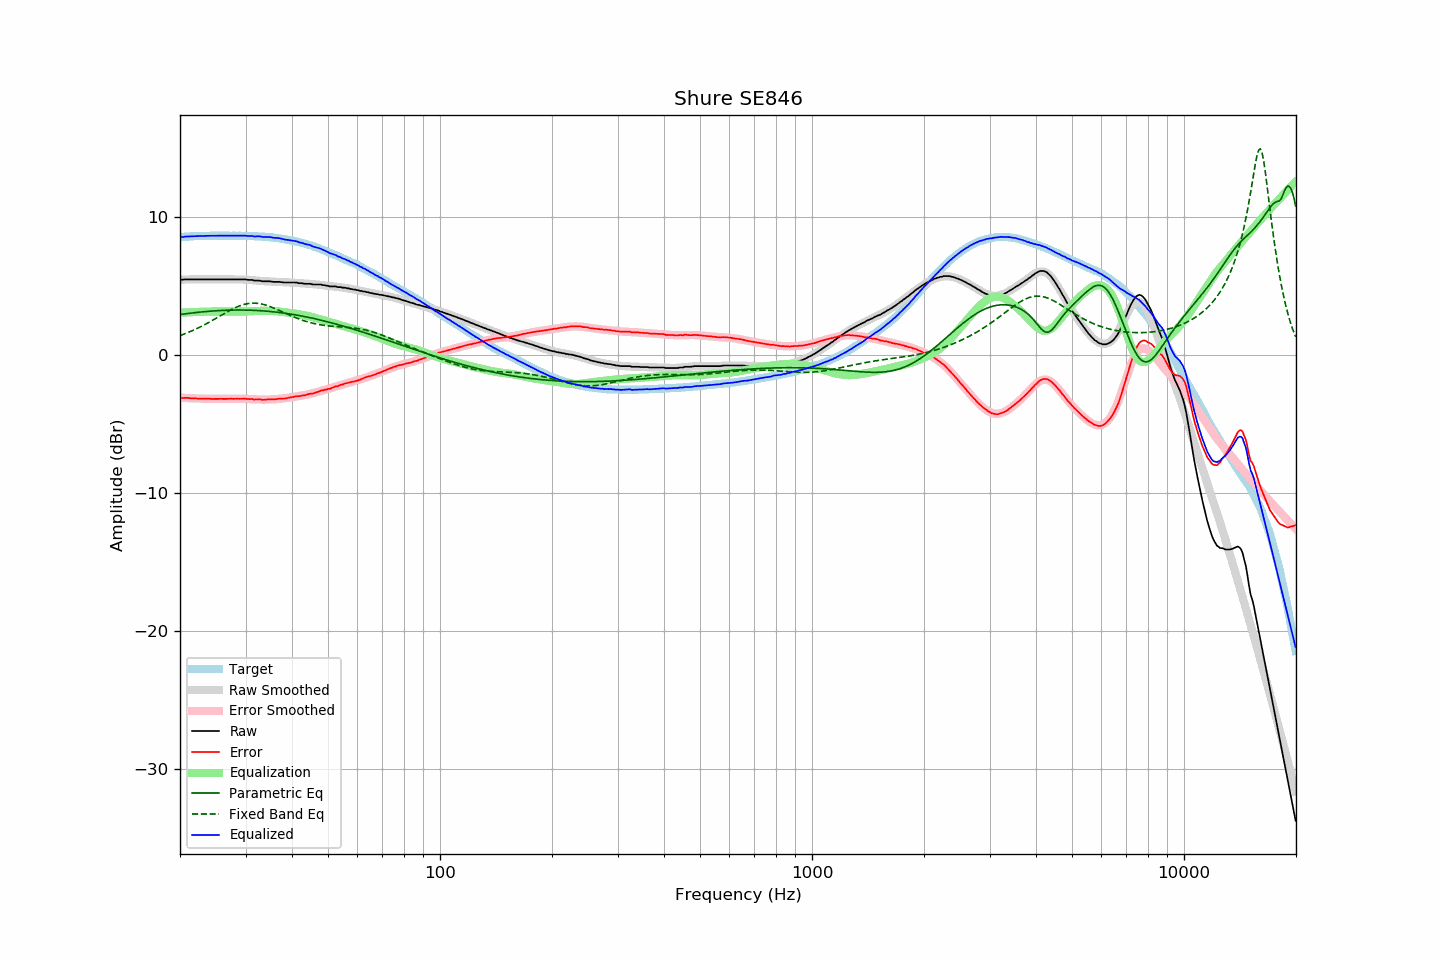 Shure SE846
Amplitude (dBr)
10
0
−10
−20
−30
Target
Raw Smoothed
Error Smoothed
Raw
Error
Equalization
Parametric Eq
Fixed Band Eq
Equalized
100
1000
10000
Frequency (Hz)